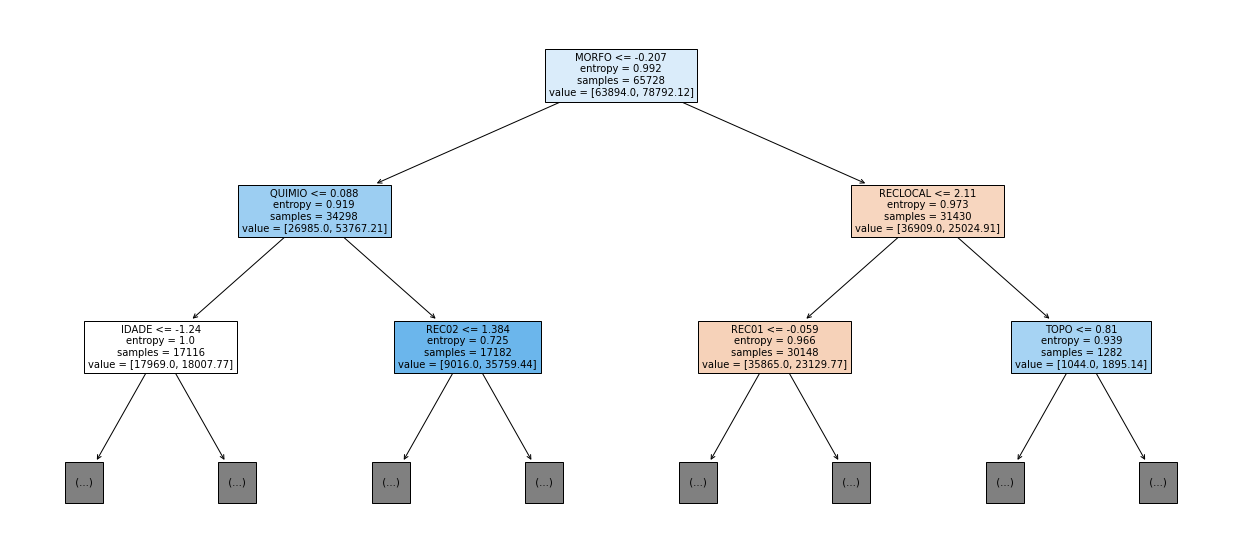 MORFO <= -0.207
entropy = 0.992
samples = 65728
value = [63894.0, 78792.12]
QUIMIO <= 0.088
entropy = 0.919
samples = 34298
value = [26985.0, 53767.21]
RECLOCAL <= 2.11
entropy = 0.973
samples = 31430
value = [36909.0, 25024.91]
IDADE <= -1.24
entropy = 1.0
samples = 17116
value = [17969.0, 18007.77]
REC02 <= 1.384
entropy = 0.725
samples = 17182
value = [9016.0, 35759.44]
REC01 <= -0.059
entropy = 0.966
samples = 30148
value = [35865.0, 23129.77]
TOPO <= 0.81
entropy = 0.939
samples = 1282
value = [1044.0, 1895.14]
(...)
(...)
(...)
(...)
(...)
(...)
(...)
(...)